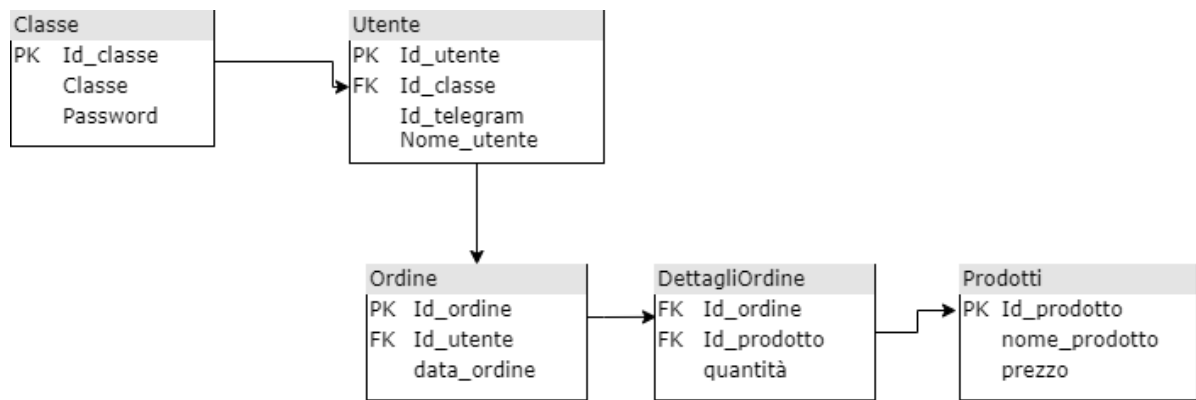 Classe
PK Id_classe
Classe
Password
Utente
PK Id_utente
FK Id_classe
Id_telegram
Nome_utente
Ordine
PK Id_ordine
FK Id_utente
data_ordine
DettagliOrdine
FK Id_ordine
FK Id_prodotto
quantità
Prodotti
PK Id_prodotto
nome_prodotto
prezzo